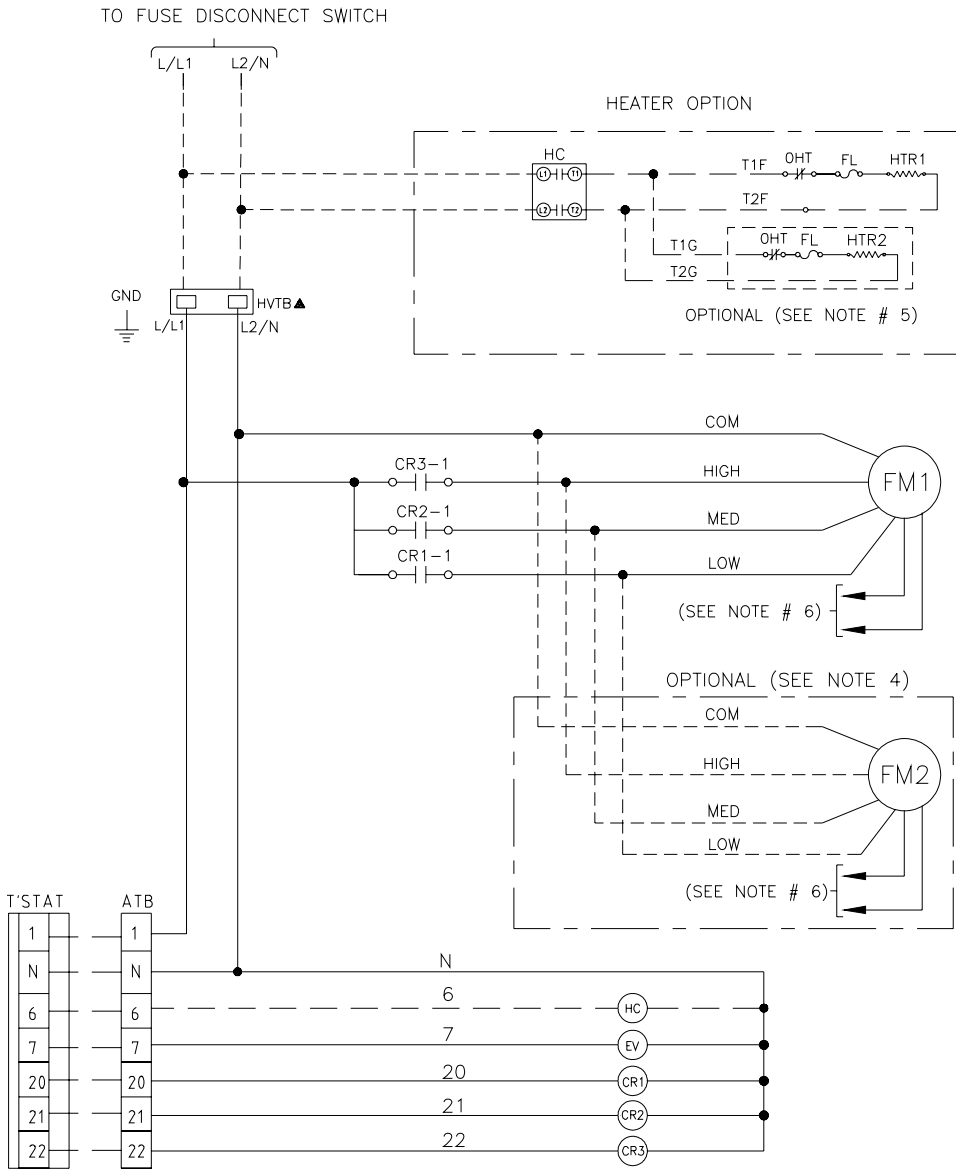 TO FUSE DISCONNECT SWITCH
L/L1 L2/N
HEATER OPTION
HC
L1 T1
L2 T2
T1F OHT FL HTR1
T2F
T1G OHT FL HTR2
T2G
OPTIONAL (SEE NOTE # 5)
GND
HVTB
L/L1 L2/N
COM
CR3-1 HIGH FM1
CR2-1 MED
CR1-1 LOW
(SEE NOTE # 6)
OPTIONAL (SEE NOTE 4)
COM
HIGH FM2
MED
LOW
(SEE NOTE # 6)
T'STAT ATB
1 1
N N N
6 6 6 HC
7 7 7 EV
20 20 20 CR1
21 21 21 CR2
22 22 22 CR3